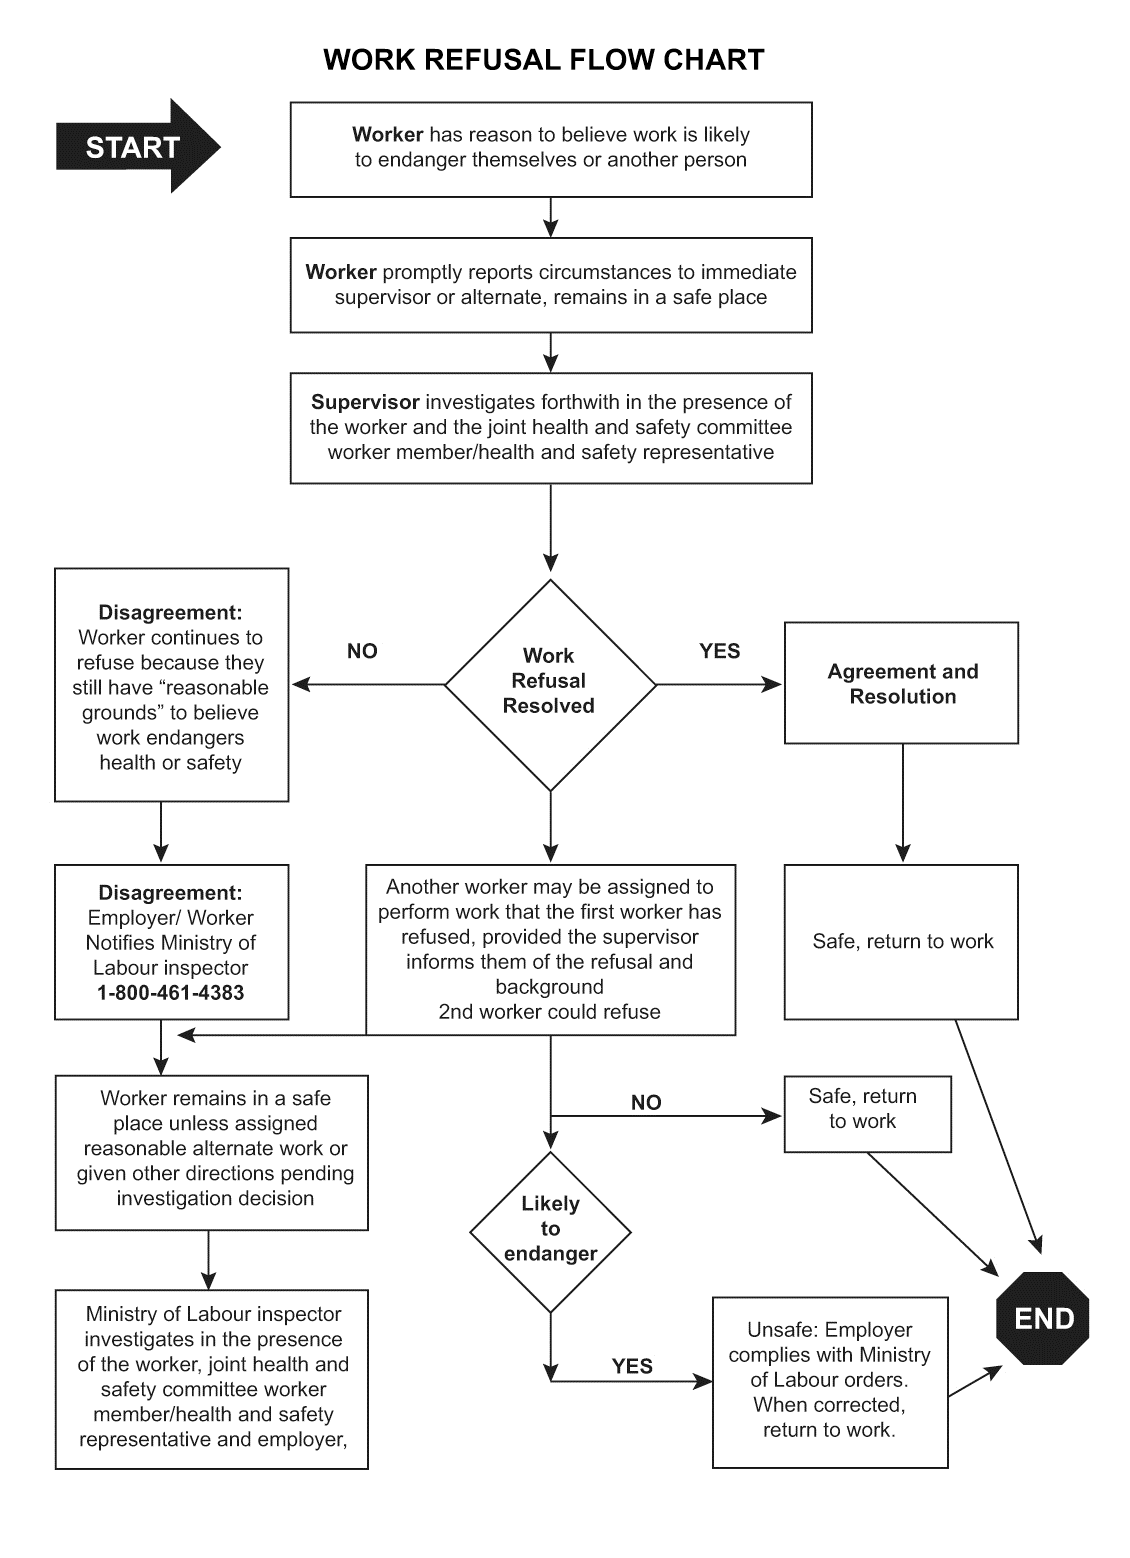 WORK REFUSAL FLOW CHART
START
Worker has reason to believe work is likely
to endanger themselves or another person
Worker promptly reports circumstances to immediate
supervisor or alternate, remains in a safe place
Supervisor investigates forthwith in the presence of
the worker and the joint health and safety committee
worker member/health and safety representative
Disagreement:
Worker continues to
refuse because they
still have “reasonable
grounds” to believe
work endangers
health or safety
NO
Work
Refusal
Resolved
YES
Agreement and
Resolution
Disagreement:
Employer/ Worker
Notifies Ministry of
Labour inspector
1-800-461-4383
Another worker may be assigned to
perform work that the first worker has
refused, provided the supervisor
informs them of the refusal and
background
2nd worker could refuse
Safe, return to work
Worker remains in a safe
place unless assigned
reasonable alternate work or
given other directions pending
investigation decision
NO
Safe, return
to work
Likely
to
endanger
Ministry of Labour inspector
investigates in the presence
of the worker, joint health and
safety committee worker
member/health and safety
representative and employer,
YES
Unsafe: Employer
complies with Ministry
of Labour orders.
When corrected,
return to work.
END